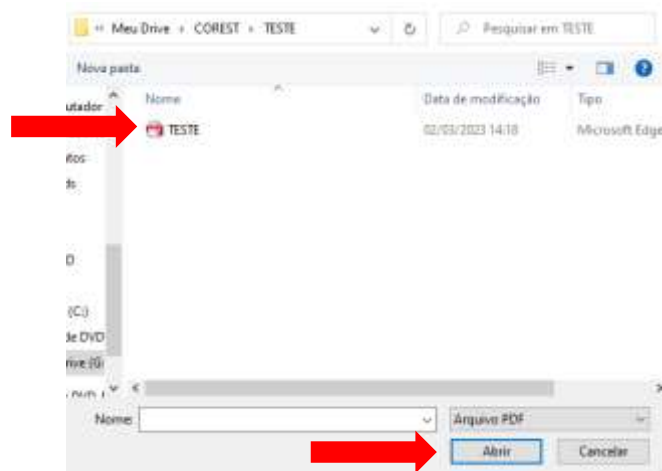 « Meu Drive › COREST › TESTE
Pesquisar em TESTE
Nova pasta
utador
Nome
Data de modificação
Tipo
TESTE
02/03/2023 14:18
Microsoft Edge
ntos
ds
D
(C:)
de DVD
rive (G:
Nome:
Arquivo PDF
Abrir
Cancelar